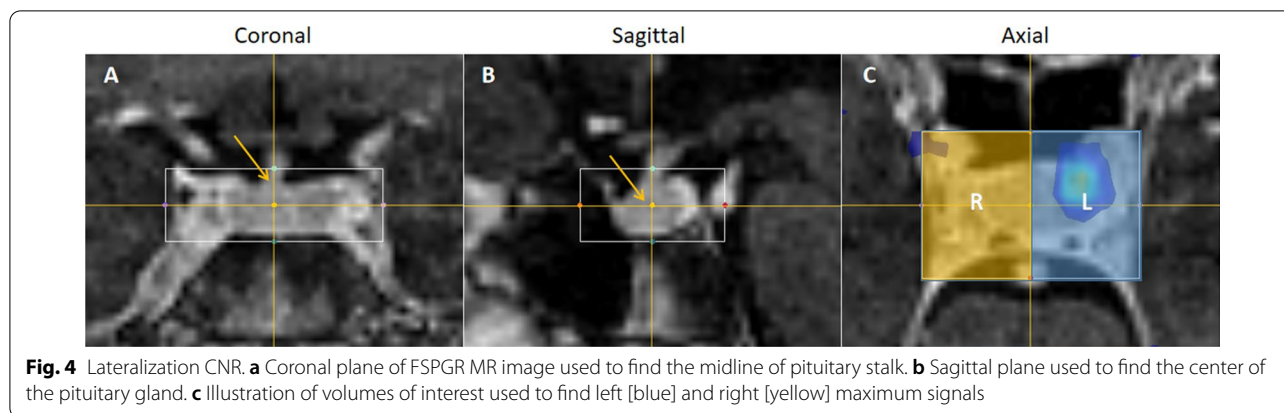 Coronal
Sagittal
Axial
A
B
C
R
L
Fig. 4 Lateralization CNR. a Coronal plane of FSPGR MR image used to find the midline of pituitary stalk. b Sagittal plane used to find the center of
the pituitary gland. c Illustration of volumes of interest used to find left [blue] and right [yellow] maximum signals